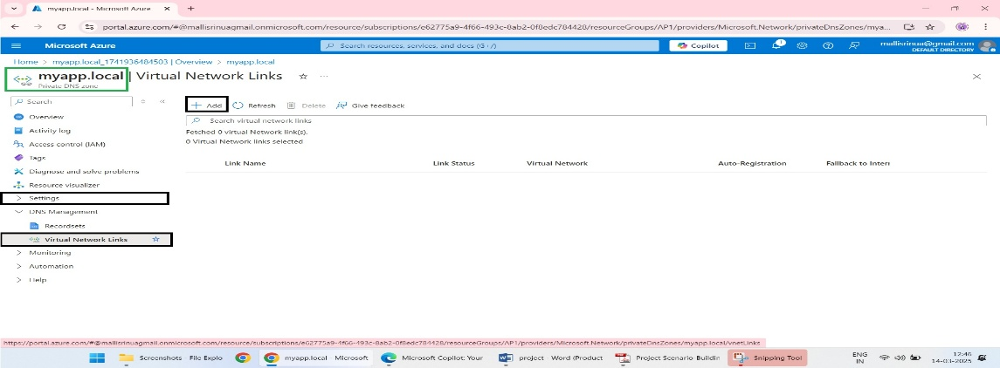 myapp.local - Microsoft Azure
portal.azure.com/#@mallisrinuagmail.onmicrosoft.com/resource/subscriptions/e62775a9-4f66-493c-8ab2-0f8edc784428/resourceGroups/AP1/providers/Microsoft.Network/privateDnsZones/mya...
Microsoft Azure
Search resources, services, and docs (G+/)
Copilot
1
mallisrinua@gmail.com
DEFAULT DIRECTORY
Home > myapp.local_1741936484503 | Overview > myapp.local
myapp.local | Virtual Network Links
Private DNS zone
Search
Add Refresh Delete Give feedback
Search virtual network links
Fetched 0 virtual Network link(s).
0 Virtual Network links selected
Link Name Link Status Virtual Network Auto-Registration Fallback to Intern
Overview
Activity log
Access control (IAM)
Tags
Diagnose and solve problems
Resource visualizer
Settings
DNS Management
Recordsets
Virtual Network Links
Monitoring
Automation
Help
https://portal.azure.com/#@mallisrinuagmail.onmicrosoft.com/resource/subscriptions/e62775a9-4f66-493c-8ab2-0f8edc784428/resourceGroups/AP1/providers/Microsoft.Network/privateDnsZones/myapp.local/vnetLinks
Screenshots - File Explo
myapp.local - Microsoft
Microsoft Copilot: Your
project - Word (Product
Project Scenario-Buildin
Snipping Tool
ENG
IN
12:46
14-03-2025